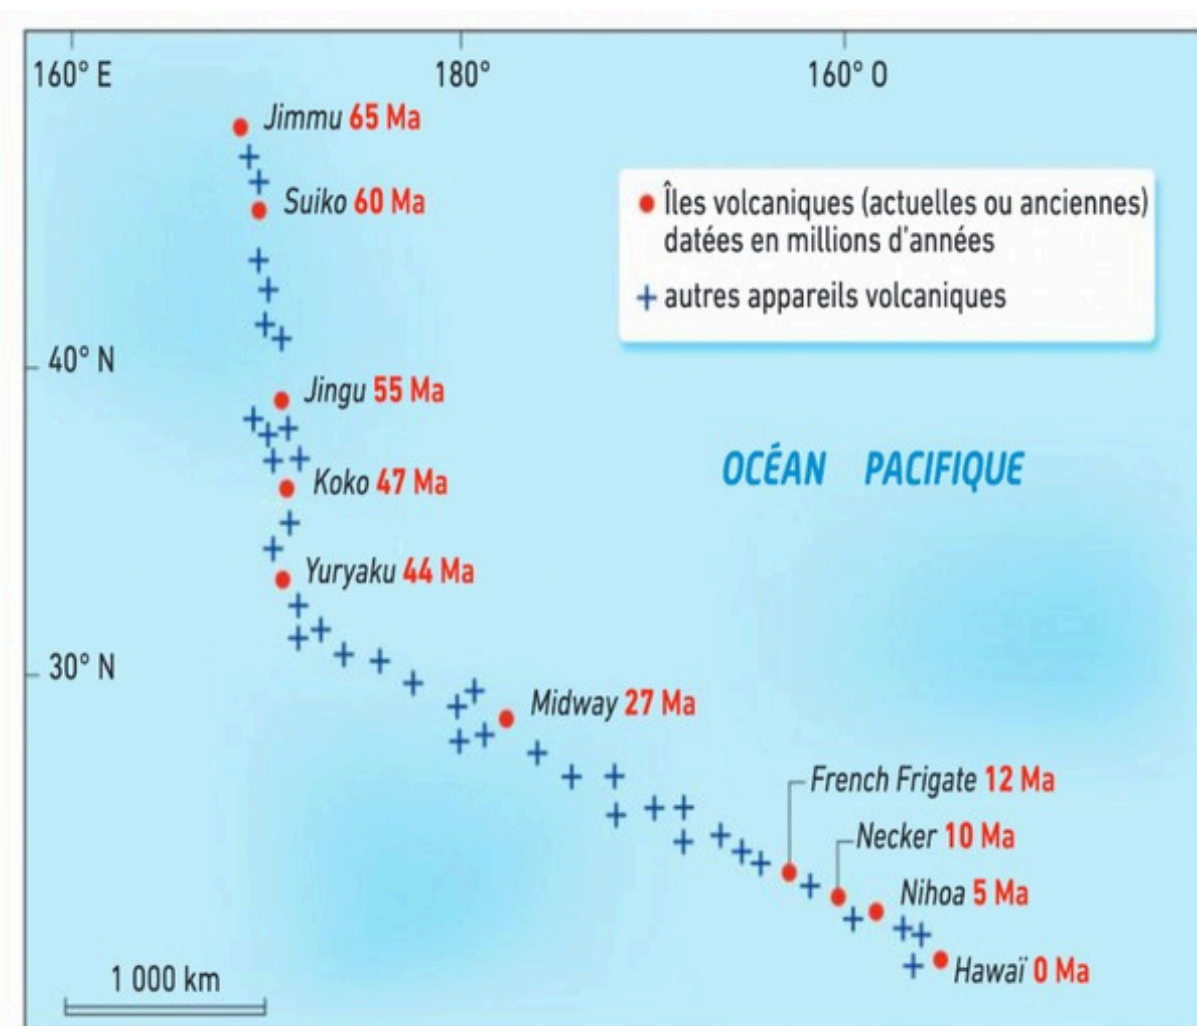 160° E
180°
160° O
Jimmu 65 Ma
Suiko 60 Ma
Îles volcaniques (actuelles ou anciennes)
datées en millions d'années
autres appareils volcaniques
40° N
Jingu 55 Ma
OCÉAN PACIFIQUE
Koko 47 Ma
Yuryaku 44 Ma
30° N
Midway 27 Ma
French Frigate 12 Ma
Necker 10 Ma
Nihoa 5 Ma
Hawaï 0 Ma
1 000 km